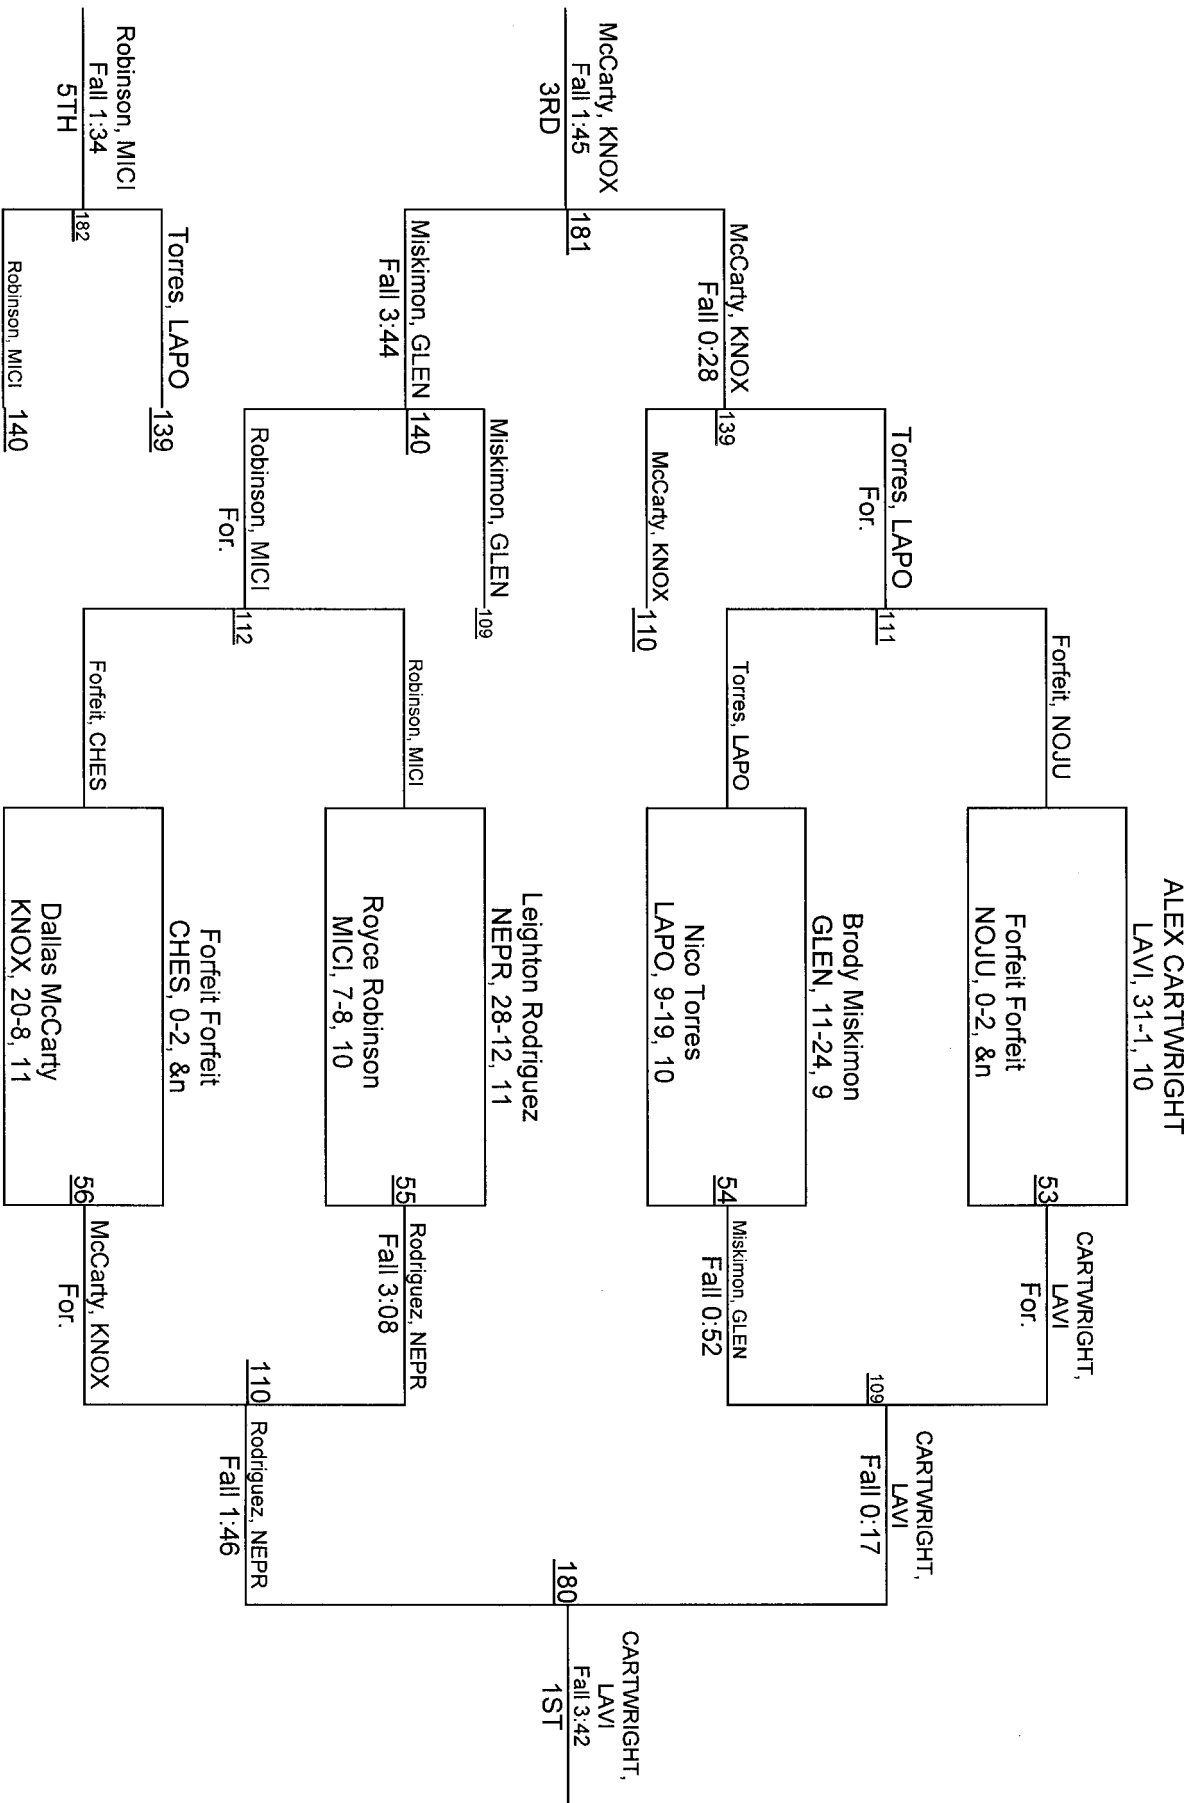 ALEX CARTWRIGHT
LAVI, 31-1, 10
Forfeit Forfeit
NOJU, 0-2, &n
53
CARTWRIGHT,
LAVI
For.
Forfeit, NOJU
Brody Miskimon
GLEN, 11-24, 9
Nico Torres
LAPO, 9-19, 10
54
Miskimon, GLEN
Fall 0:52
Torres, LAPO
109
CARTWRIGHT,
LAVI
Fall 0:17
111
Torres, LAPO
For.
Leighton Rodriguez
NEPR, 28-12, 11
Royce Robinson
MICI, 7-8, 10
55
Rodriguez, NEPR
Fall 3:08
Robinson, MICI
Forfeit Forfeit
CHES, 0-2, &n
Dallas McCarty
KNOX, 20-8, 11
56
McCarty, KNOX
For.
Forfeit, CHES
110
Rodriguez, NEPR
Fall 1:46
112
Robinson, MICI
For.
180
CARTWRIGHT,
LAVI
Fall 3:42
1ST
McCarty, KNOX
110
139
McCarty, KNOX
Fall 0:28
Miskimon, GLEN
109
140
Miskimon, GLEN
Fall 3:44
181
McCarty, KNOX
Fall 1:45
3RD
Torres, LAPO
139
Robinson, MICI
140
182
Robinson, MICI
Fall 1:34
5TH